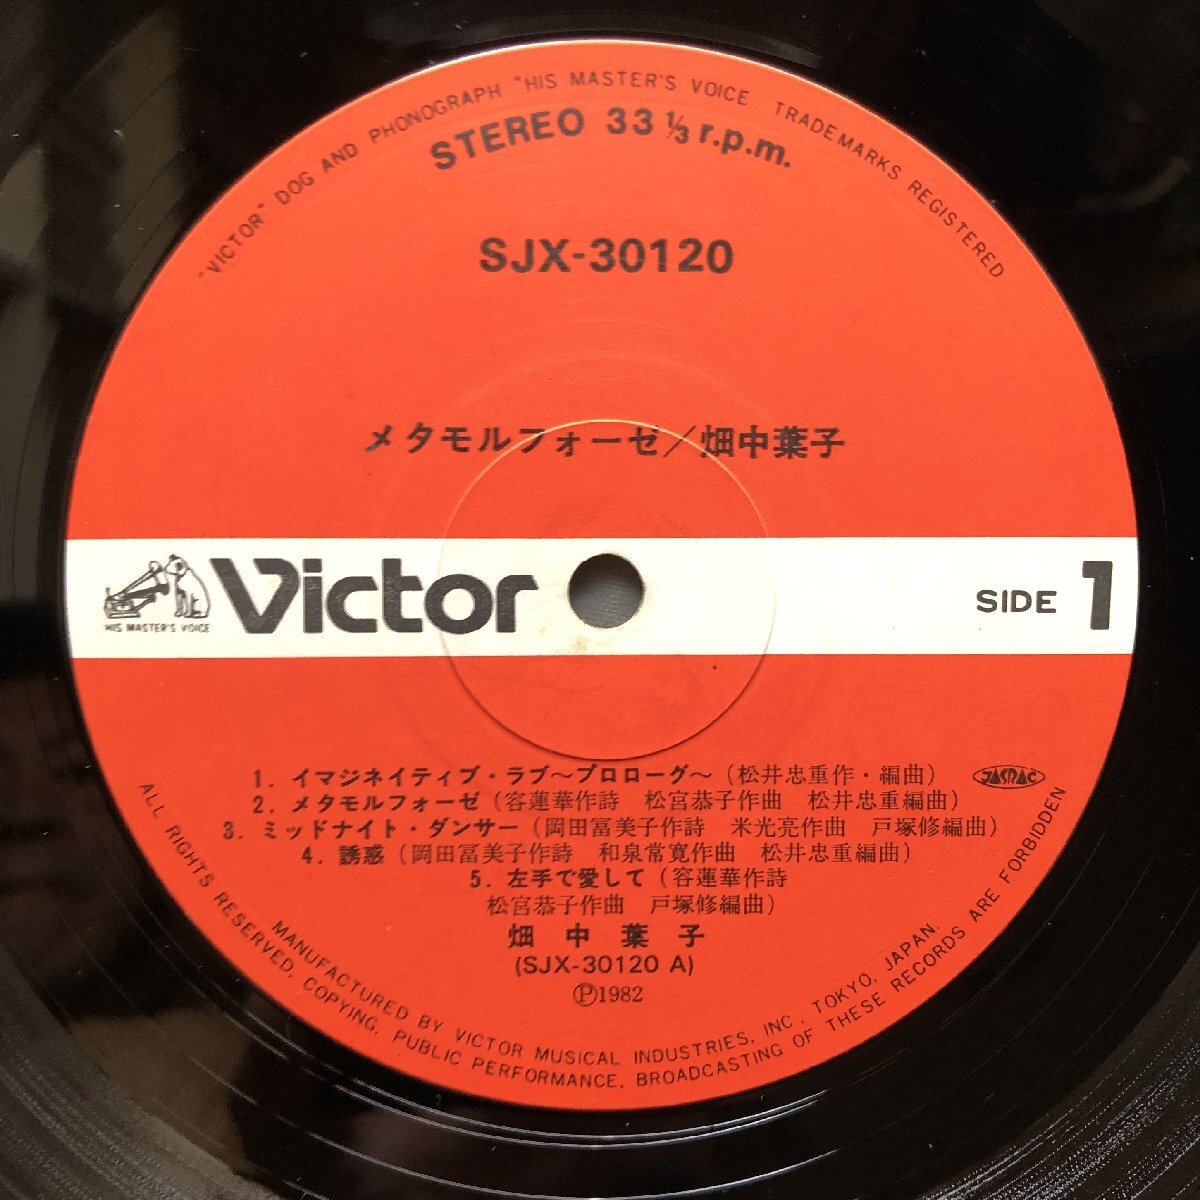 "VICTOR" DOG AND PHONOGRAPH "HIS MASTER'S VOICE TRADEMARKS REGISTERED
STEREO 33 ⅓ r.p.m.
SJX-30120
メタモルフォーゼ／畑中葉子
HIS MASTER'S VOICE
Victor
SIDE 1
1. イマジネイティブ・ラブ〜プロローグ〜（松井忠重作・編曲）
JASRAC
2. メタモルフォーゼ（容蓮華作詩 松宮恭子作曲 松井忠重編曲）
3. ミッドナイト・ダンサー（岡田冨美子作詩 米光亮作曲 戸塚修編曲）
4. 誘惑（岡田冨美子作詩 和泉常寛作曲 松井忠重編曲）
5. 左手で愛して（容蓮華作詩
松宮恭子作曲 戸塚修編曲）
畑中葉子
(SJX-30120 A)
Ⓟ1982
MANUFACTURED BY VICTOR MUSICAL INDUSTRIES, INC. TOKYO, JAPAN.
ALL RIGHTS RESERVED. COPYING, PUBLIC PERFORMANCE, BROADCASTING OF THESE RECORDS ARE FORBIDDEN